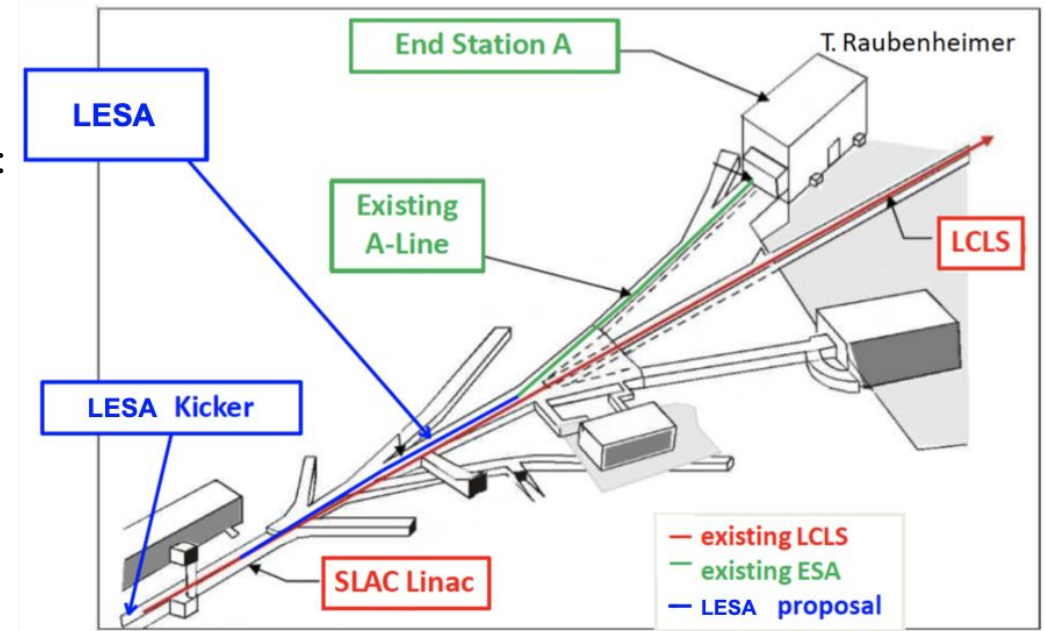 End Station A
T. Raubenheimer
LESA
:
Existing
A-Line
LCLS
LESA Kicker
SLAC Linac
existing LCLS
existing ESA
LESA proposal